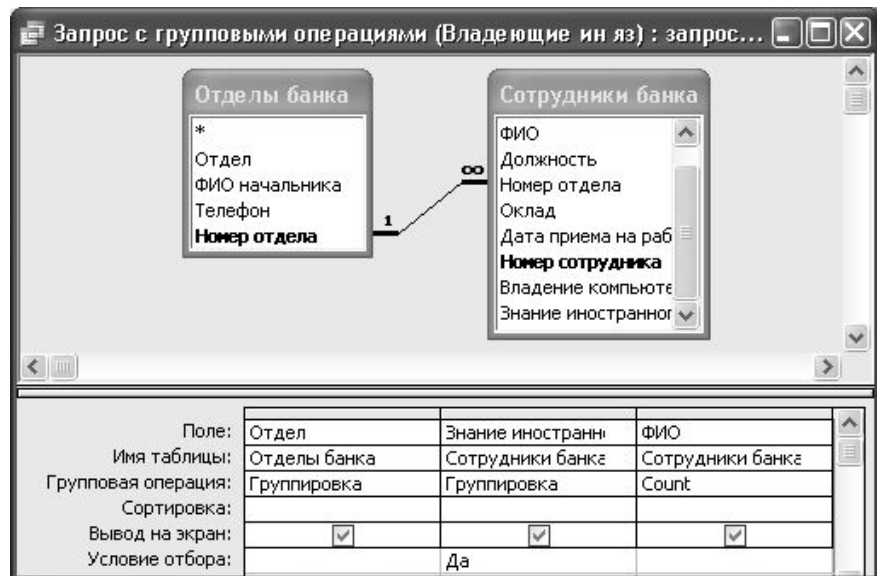 Запрос с групповыми операциями (Владеющие ин яз) : запрос...
Отделы банка
*
Отдел
ФИО начальника
Телефон
Номер отдела
1
∞
Сотрудники банка
ФИО
Должность
Номер отдела
Оклад
Дата приема на раб
Номер сотрудника
Владение компьюте
Знание иностранног
Поле: Отдел Знание иностранн ФИО
Имя таблицы: Отделы банка Сотрудники банка Сотрудники банка
Групповая операция: Группировка Группировка Count
Сортировка:
Вывод на экран:
Условие отбора: Да